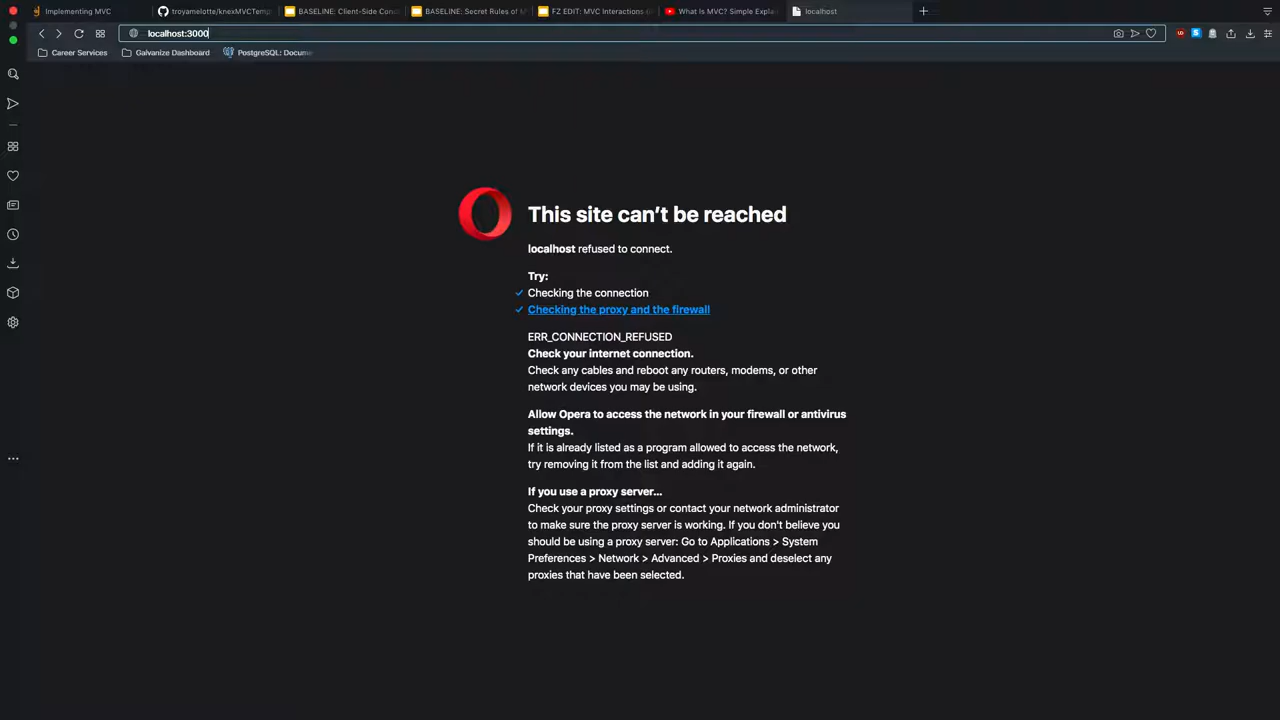 Implementing MVC
troyamelotte/knexMVCTemp
BASELINE: Client-Side Con
BASELINE: Secret Rules of M
FZ EDIT: MVC Interactions
What Is MVC? Simple Explai
localhost
localhost:3000
Career Services
Galvanize Dashboard
PostgreSQL: Docume
This site can't be reached
localhost refused to connect.
Try:
Checking the connection
Checking the proxy and the firewall
ERR_CONNECTION_REFUSED
Check your internet connection.
Check any cables and reboot any routers, modems, or other
network devices you may be using.
Allow Opera to access the network in your firewall or antivirus
settings.
If it is already listed as a program allowed to access the network,
try removing it from the list and adding it again.
If you use a proxy server...
Check your proxy settings or contact your network administrator
to make sure the proxy server is working. If you don't believe you
should be using a proxy server: Go to Applications > System
Preferences > Network > Advanced > Proxies and deselect any
proxies that have been selected.